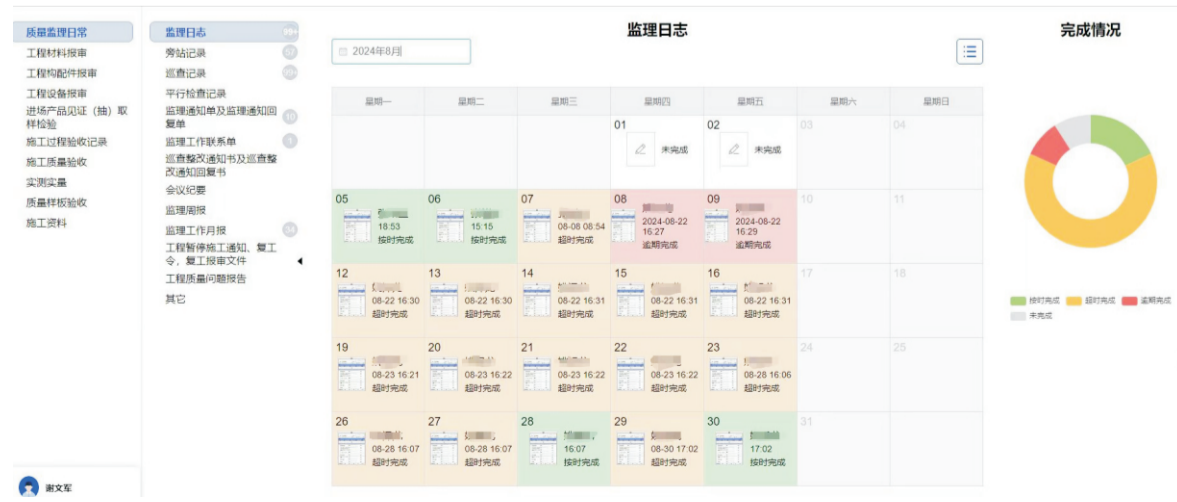 质量监理日常
工程材料报审
工程构配件报审
工程设备报审
进场产品见证（抽）取
样检验
施工过程验收记录
施工质量验收
实测实量
质量样板验收
施工资料
谢文军
监理日志
99+
旁站记录
巡查记录
99+
平行检查记录
监理通知单及监理通知回
复单
10
监理工作联系单
1
巡查整改通知书及巡查整
改通知回复书
会议纪要
监理周报
监理工作月报
工程暂停施工通知、复工
令，复工报审文件
工程质量问题报告
其它
监理日志
2024年8月
星期一 星期二 星期三 星期四 星期五 星期六 星期日
01 02 03 04
未完成 未完成
05 06 07 08 09 10 11
18:53 15:15 08-08 08:54 2024-08-22 2024-08-22
按时完成 按时完成 超时完成 16:27 16:29
逾期完成 逾期完成
12 13 14 15 16 17 18
08-22 16:30 08-22 16:30 08-22 16:31 08-22 16:31 08-22 16:31
超时完成 超时完成 超时完成 超时完成 超时完成
19 20 21 22 23 24 25
08-23 16:21 08-23 16:22 08-23 16:22 08-23 16:22 08-28 16:06
超时完成 超时完成 超时完成 超时完成 超时完成
26 27 28 29 30 31
08-28 16:07 08-28 16:07 16:07 08-30 17:02 17:02
超时完成 超时完成 按时完成 超时完成 按时完成
完成情况
按时完成 超时完成 逾期完成
未完成